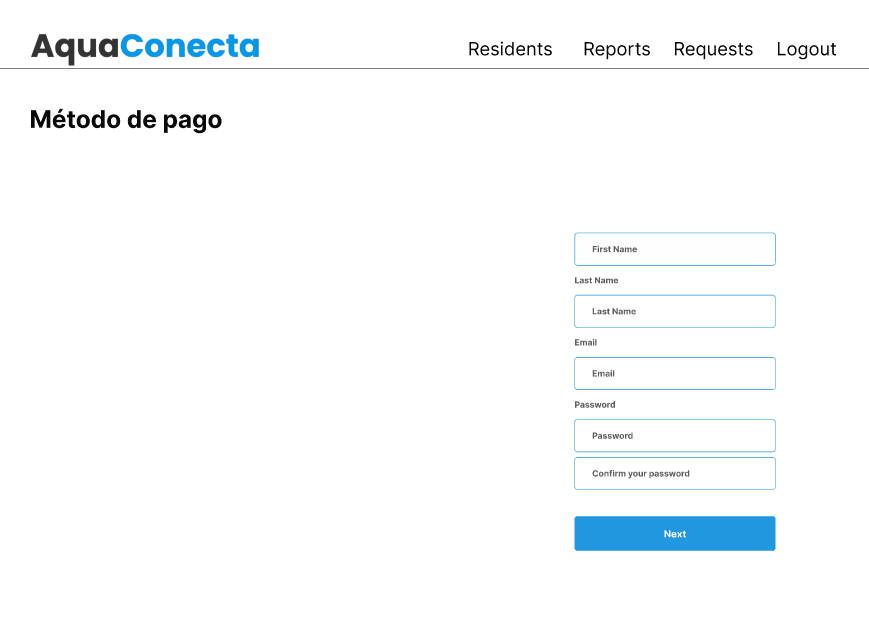 AquaConecta
Residents Reports Requests Logout
Método de pago
First Name
Last Name
Last Name
Email
Email
Password
Password
Confirm your password
Next